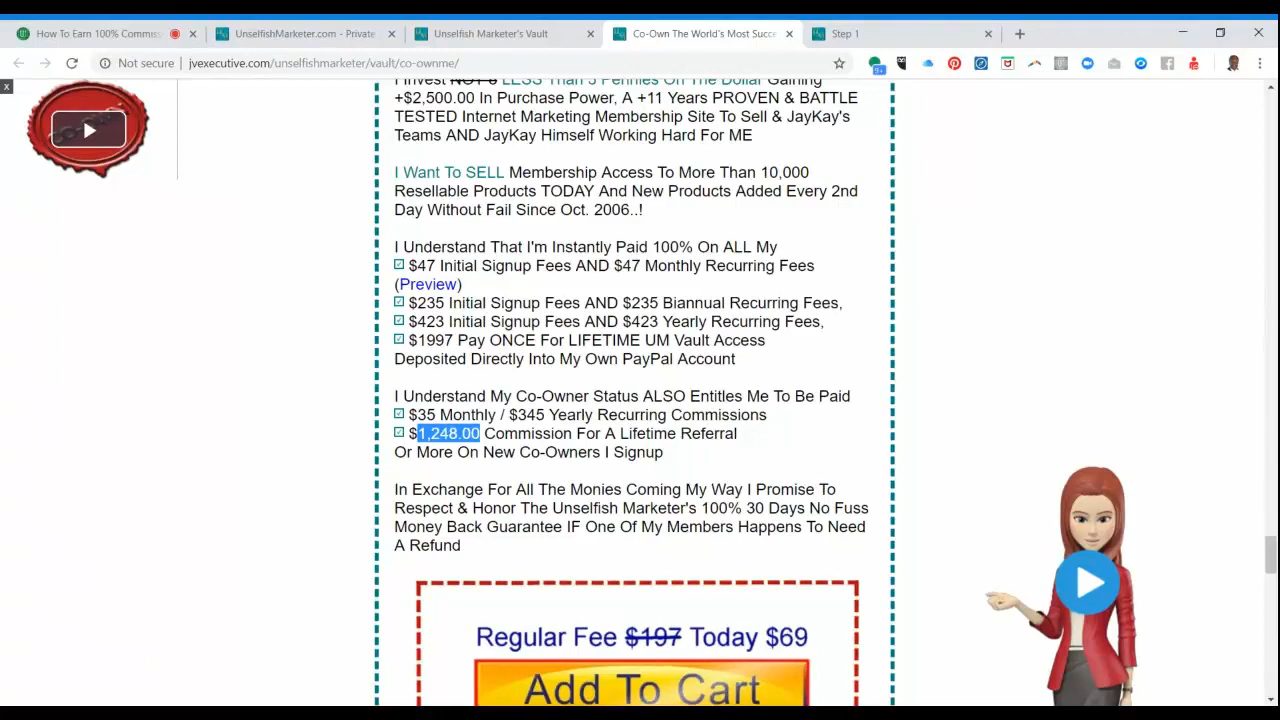 How To Earn 100% Commis
UnselfishMarketer.com - Private
Unselfish Marketer's Vault
Co-Own The World's Most Succe
Step 1
Not secure | jvexecutive.com/unselfishmarketer/vault/co-ownme/
9+
x
I Invest NOT 5 LESS Than 5 Pennies On The Dollar Gaining
+$2,500.00 In Purchase Power, A +11 Years PROVEN & BATTLE
TESTED Internet Marketing Membership Site To Sell & JayKay's
Teams AND JayKay Himself Working Hard For ME
I Want To SELL Membership Access To More Than 10,000
Resellable Products TODAY And New Products Added Every 2nd
Day Without Fail Since Oct. 2006..!
I Understand That I'm Instantly Paid 100% On ALL My
$47 Initial Signup Fees AND $47 Monthly Recurring Fees
(Preview)
$235 Initial Signup Fees AND $235 Biannual Recurring Fees,
$423 Initial Signup Fees AND $423 Yearly Recurring Fees,
$1997 Pay ONCE For LIFETIME UM Vault Access
Deposited Directly Into My Own PayPal Account
I Understand My Co-Owner Status ALSO Entitles Me To Be Paid
$35 Monthly / $345 Yearly Recurring Commissions
$1,248.00 Commission For A Lifetime Referral
Or More On New Co-Owners I Signup
In Exchange For All The Monies Coming My Way I Promise To
Respect & Honor The Unselfish Marketer's 100% 30 Days No Fuss
Money Back Guarantee IF One Of My Members Happens To Need
A Refund
Regular Fee $197 Today $69
Add To Cart